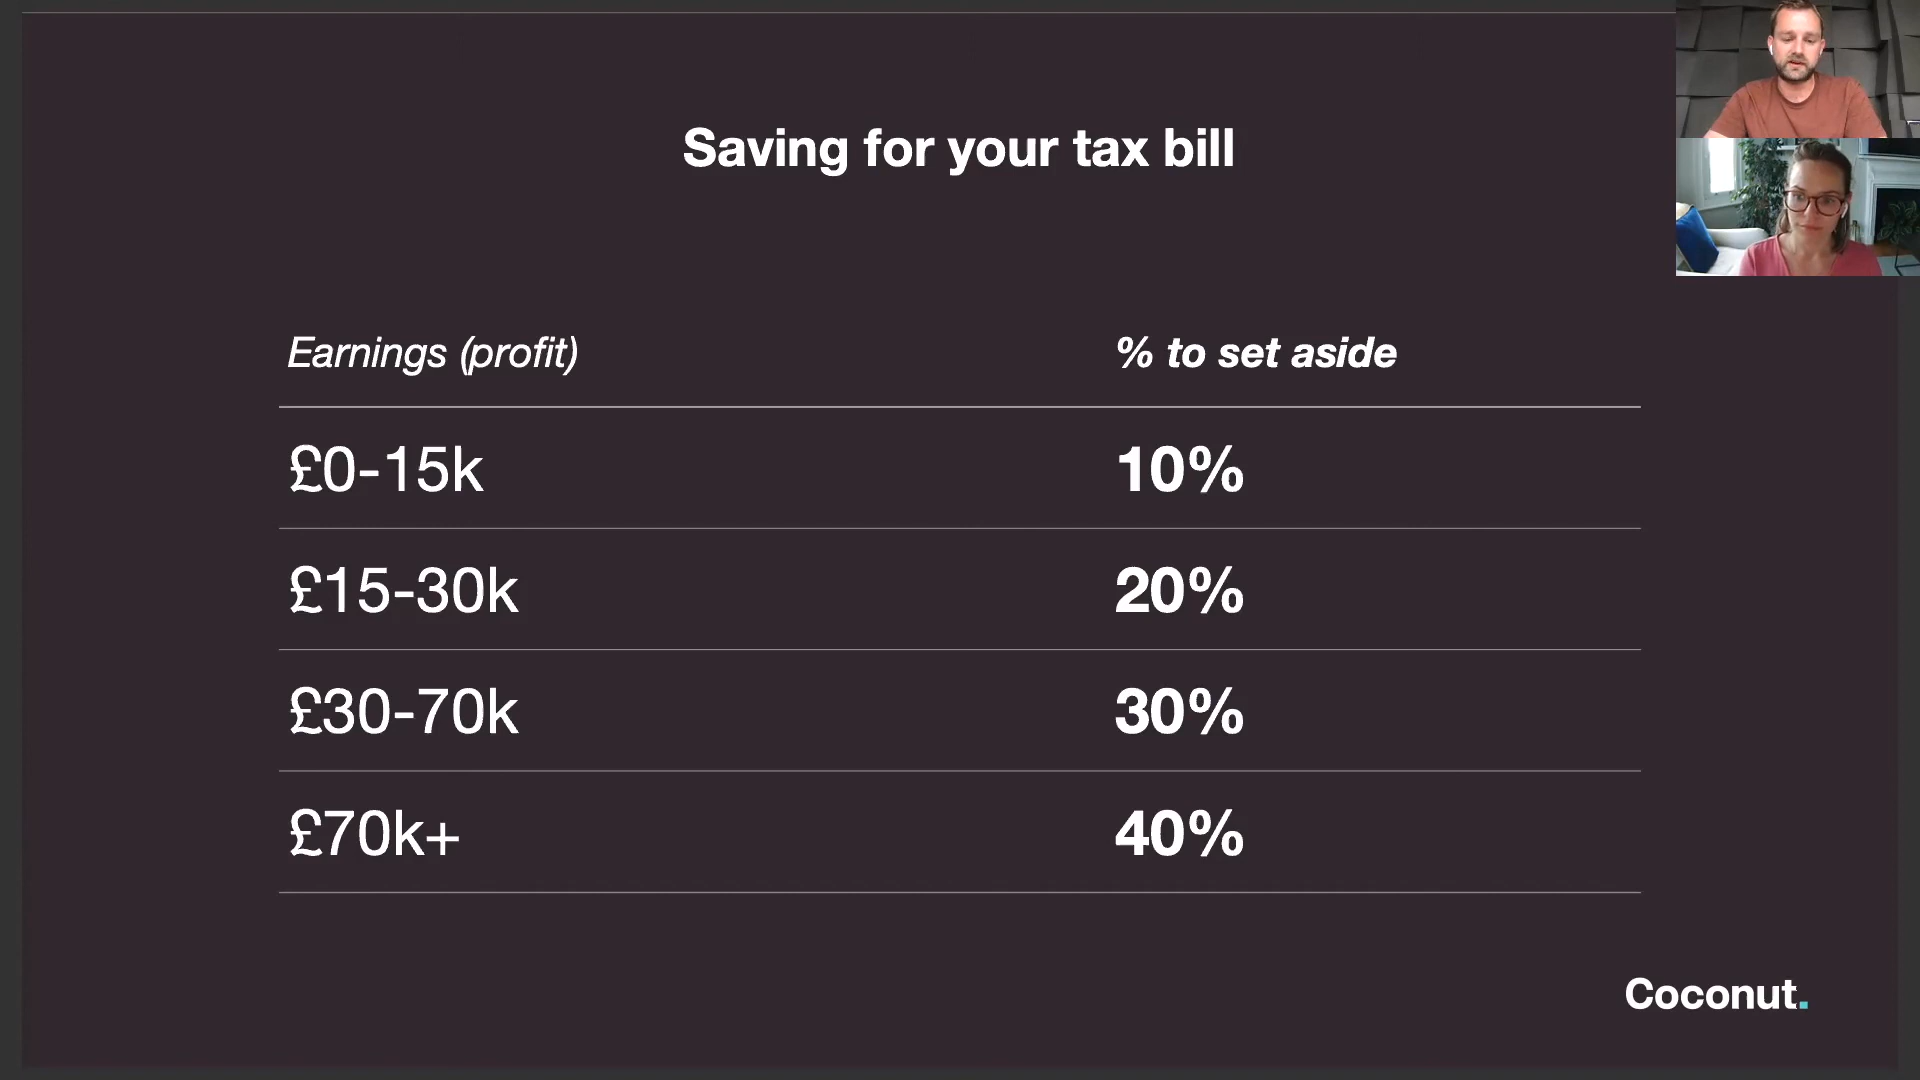 Saving for your tax bill
Earnings (profit) % to set aside
£0-15k 10%
£15-30k 20%
£30-70k 30%
£70k+ 40%
Coconut.